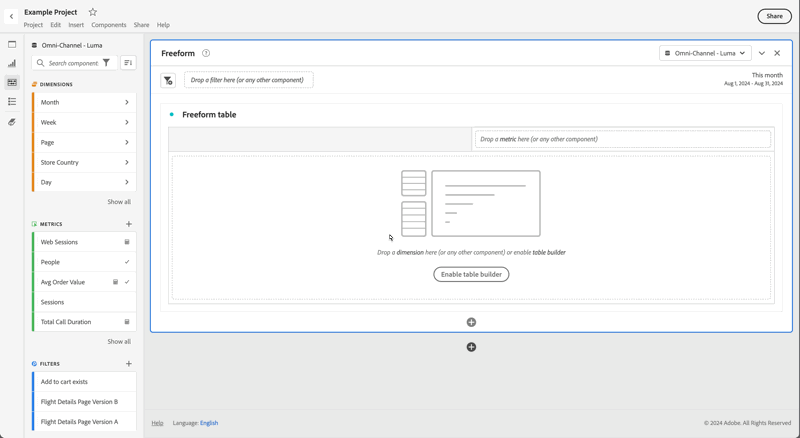 Example Project
Project Edit Insert Components Share Help
Share
Omni-Channel - Luma
Search component
DIMENSIONS
Month
Week
Page
Store Country
Day
Show all
METRICS
Web Sessions
People
Avg Order Value
Sessions
Total Call Duration
Show all
FILTERS
Add to cart exists
Flight Details Page Version B
Flight Details Page Version A
Freeform
Omni-Channel - Luma
Drop a filter here (or any other component)
This month
Aug 1, 2024 - Aug 31, 2024
Freeform table
Drop a metric here (or any other component)
Drop a dimension here (or any other component) or enable table builder
Enable table builder
Help Language: English
© 2024 Adobe. All Rights Reserved